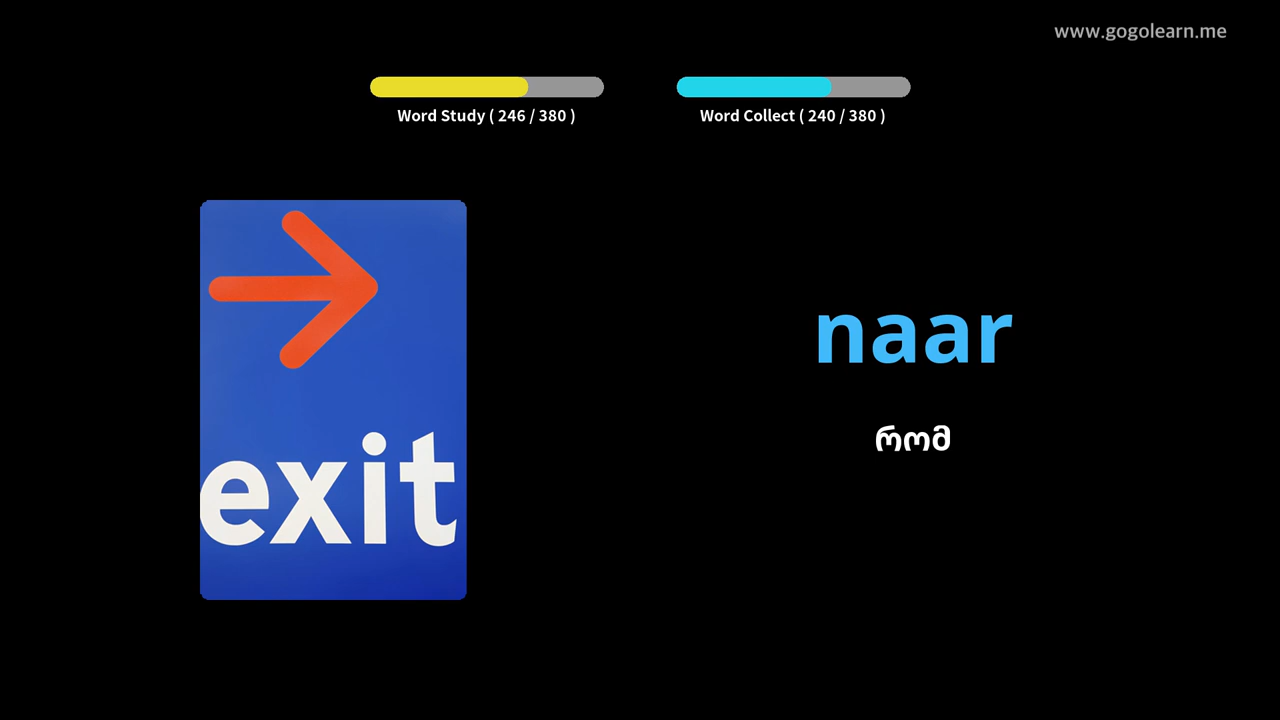 www.gogolearn.me
Word Study ( 246 / 380 )
Word Collect ( 240 / 380 )
exit
naar
რომ